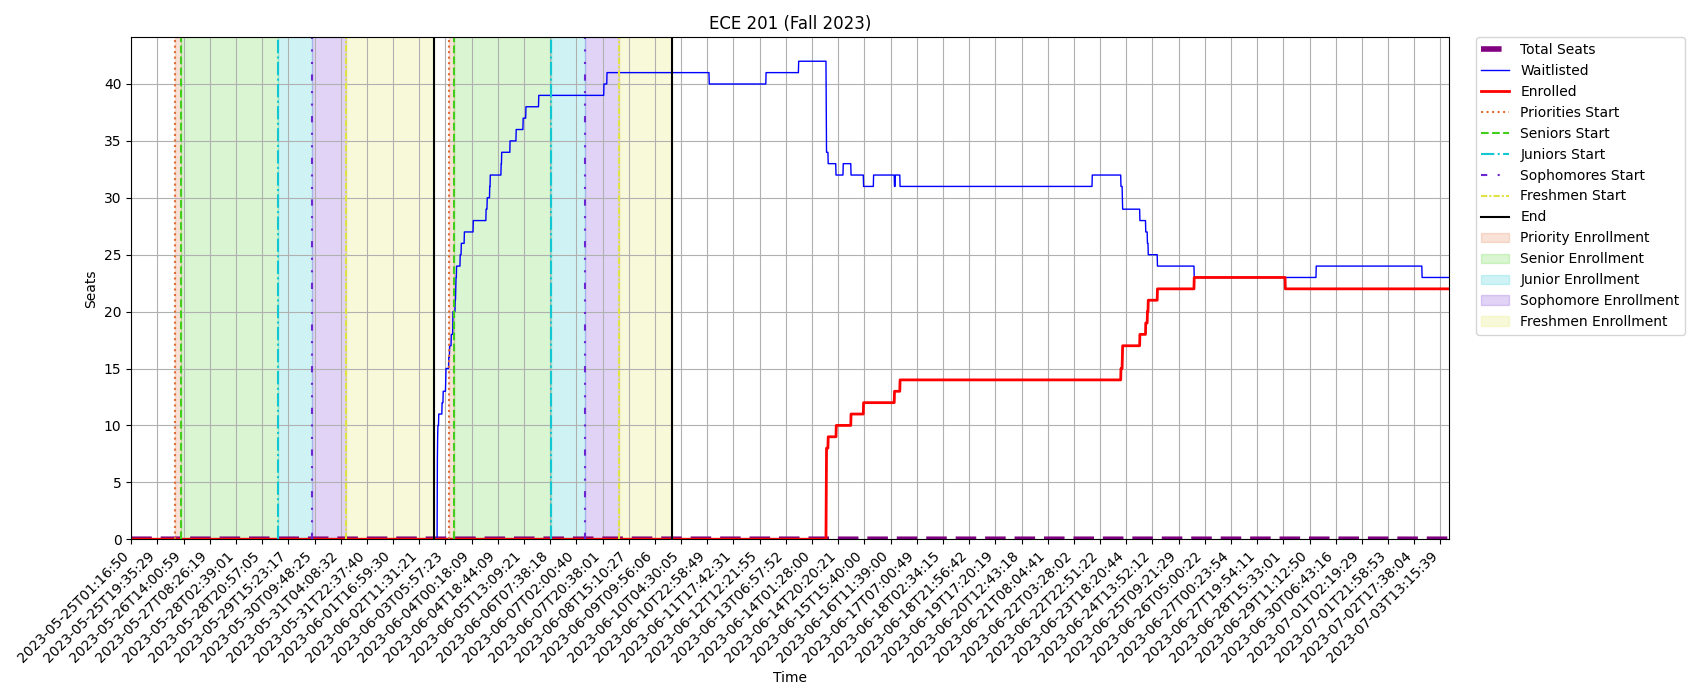 ECE 201 (Fall 2023)
Total Seats
Waitlisted
Enrolled
Priorities Start
Seniors Start
Juniors Start
Sophomores Start
Freshmen Start
End
Priority Enrollment
Senior Enrollment
Junior Enrollment
Sophomore Enrollment
Freshmen Enrollment
Seats
40
35
30
25
20
15
10
5
0
2023-05-25T01:16:50
2023-05-25T19:35:29
2023-05-26T14:00:59
2023-05-27T08:26:19
2023-05-28T02:39:01
2023-05-28T20:57:05
2023-05-29T15:23:17
2023-05-30T09:48:25
2023-05-31T04:08:32
2023-05-31T22:37:40
2023-06-01T16:59:30
2023-06-02T11:31:21
2023-06-03T05:57:23
2023-06-04T00:18:09
2023-06-04T18:44:09
2023-06-05T13:09:21
2023-06-06T07:38:18
2023-06-07T02:00:40
2023-06-07T20:38:01
2023-06-08T15:10:27
2023-06-09T09:56:06
2023-06-10T04:30:05
2023-06-10T22:58:49
2023-06-11T17:42:31
2023-06-12T12:21:55
2023-06-13T06:57:52
2023-06-14T01:28:00
2023-06-14T20:20:21
2023-06-15T15:40:00
2023-06-16T11:39:00
2023-06-17T07:00:49
2023-06-18T02:34:15
2023-06-18T21:56:42
2023-06-19T17:20:19
2023-06-20T12:43:18
2023-06-21T08:04:41
2023-06-22T03:28:02
2023-06-22T22:51:22
2023-06-23T18:20:44
2023-06-24T13:52:12
2023-06-25T09:21:29
2023-06-26T05:00:22
2023-06-27T00:23:54
2023-06-27T19:54:11
2023-06-28T15:33:01
2023-06-29T11:12:50
2023-06-30T06:43:16
2023-07-01T02:19:29
2023-07-01T21:58:53
2023-07-02T17:38:04
2023-07-03T13:15:39
Time